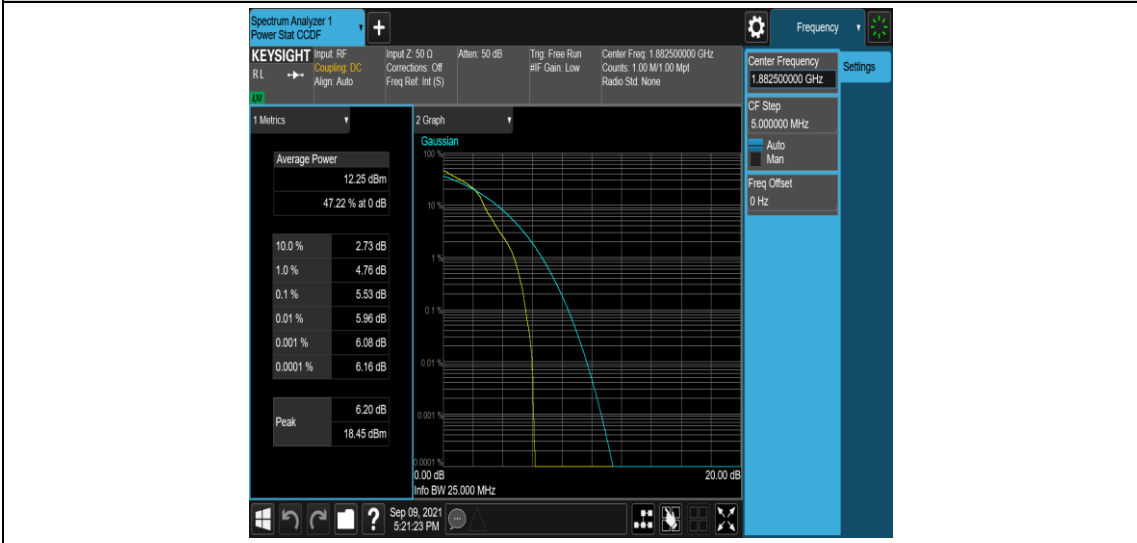 Spectrum Analyzer 1
Power Stat CCDF
+
Frequency
KEYSIGHT
RL
LM
Input: RF
Coupling: DC
Align: Auto
Input Z: 50 Ω
Corrections: Off
Freq Ref: Int (S)
Atten: 50 dB
Trig: Free Run
#IF Gain: Low
Center Freq: 1.882500000 GHz
Counts: 1.00 M/1.00 Mpt
Radio Std: None
Center Frequency
1.882500000 GHz
Settings
CF Step
5.000000 MHz
Auto
Man
Freq Offset
0 Hz
1 Metrics
Average Power
12.25 dBm
47.22 % at 0 dB
10.0 % 2.73 dB
1.0 % 4.76 dB
0.1 % 5.53 dB
0.01 % 5.96 dB
0.001 % 6.08 dB
0.0001 % 6.16 dB
Peak 6.20 dB
18.45 dBm
2 Graph
Gaussian
100 %
10 %
1 %
0.1 %
0.01 %
0.001 %
0.0001 %
0.00 dB 20.00 dB
Info BW 25.000 MHz
?
Sep 09, 2021
5:21:23 PM